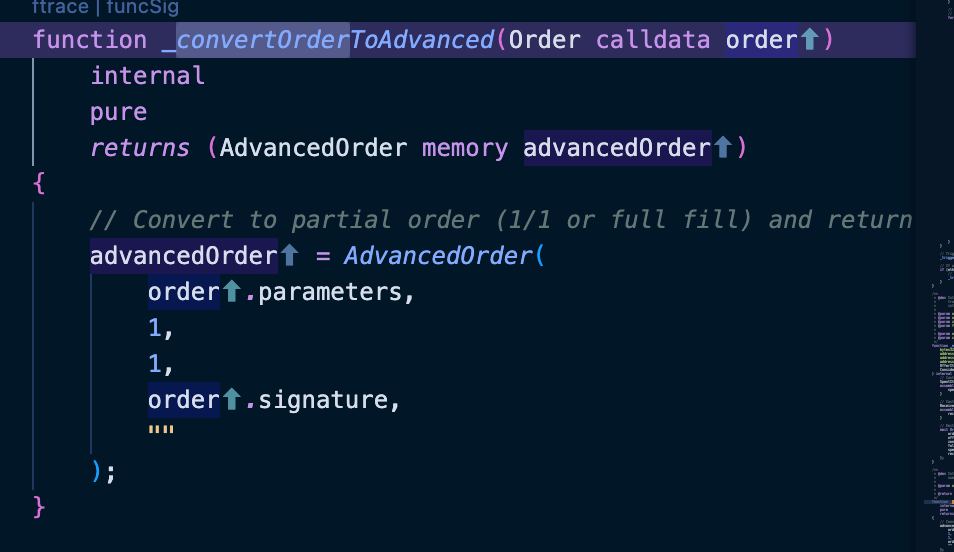 ftrace | funcSig
function _convertOrderToAdvanced(Order calldata order⬆)
internal
pure
returns (AdvancedOrder memory advancedOrder⬆)
{
// Convert to partial order (1/1 or full fill) and return
advancedOrder⬆ = AdvancedOrder(
order⬆.parameters,
1,
1,
order⬆.signature,
""
);
}